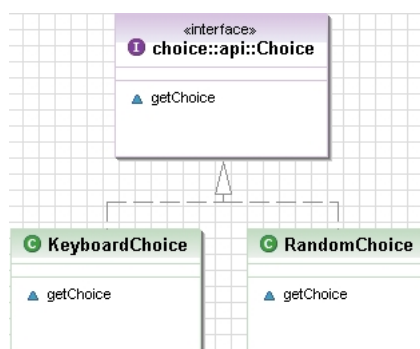 «interface»
I choice::api::Choice
getChoice
C KeyboardChoice
getChoice
C RandomChoice
getChoice